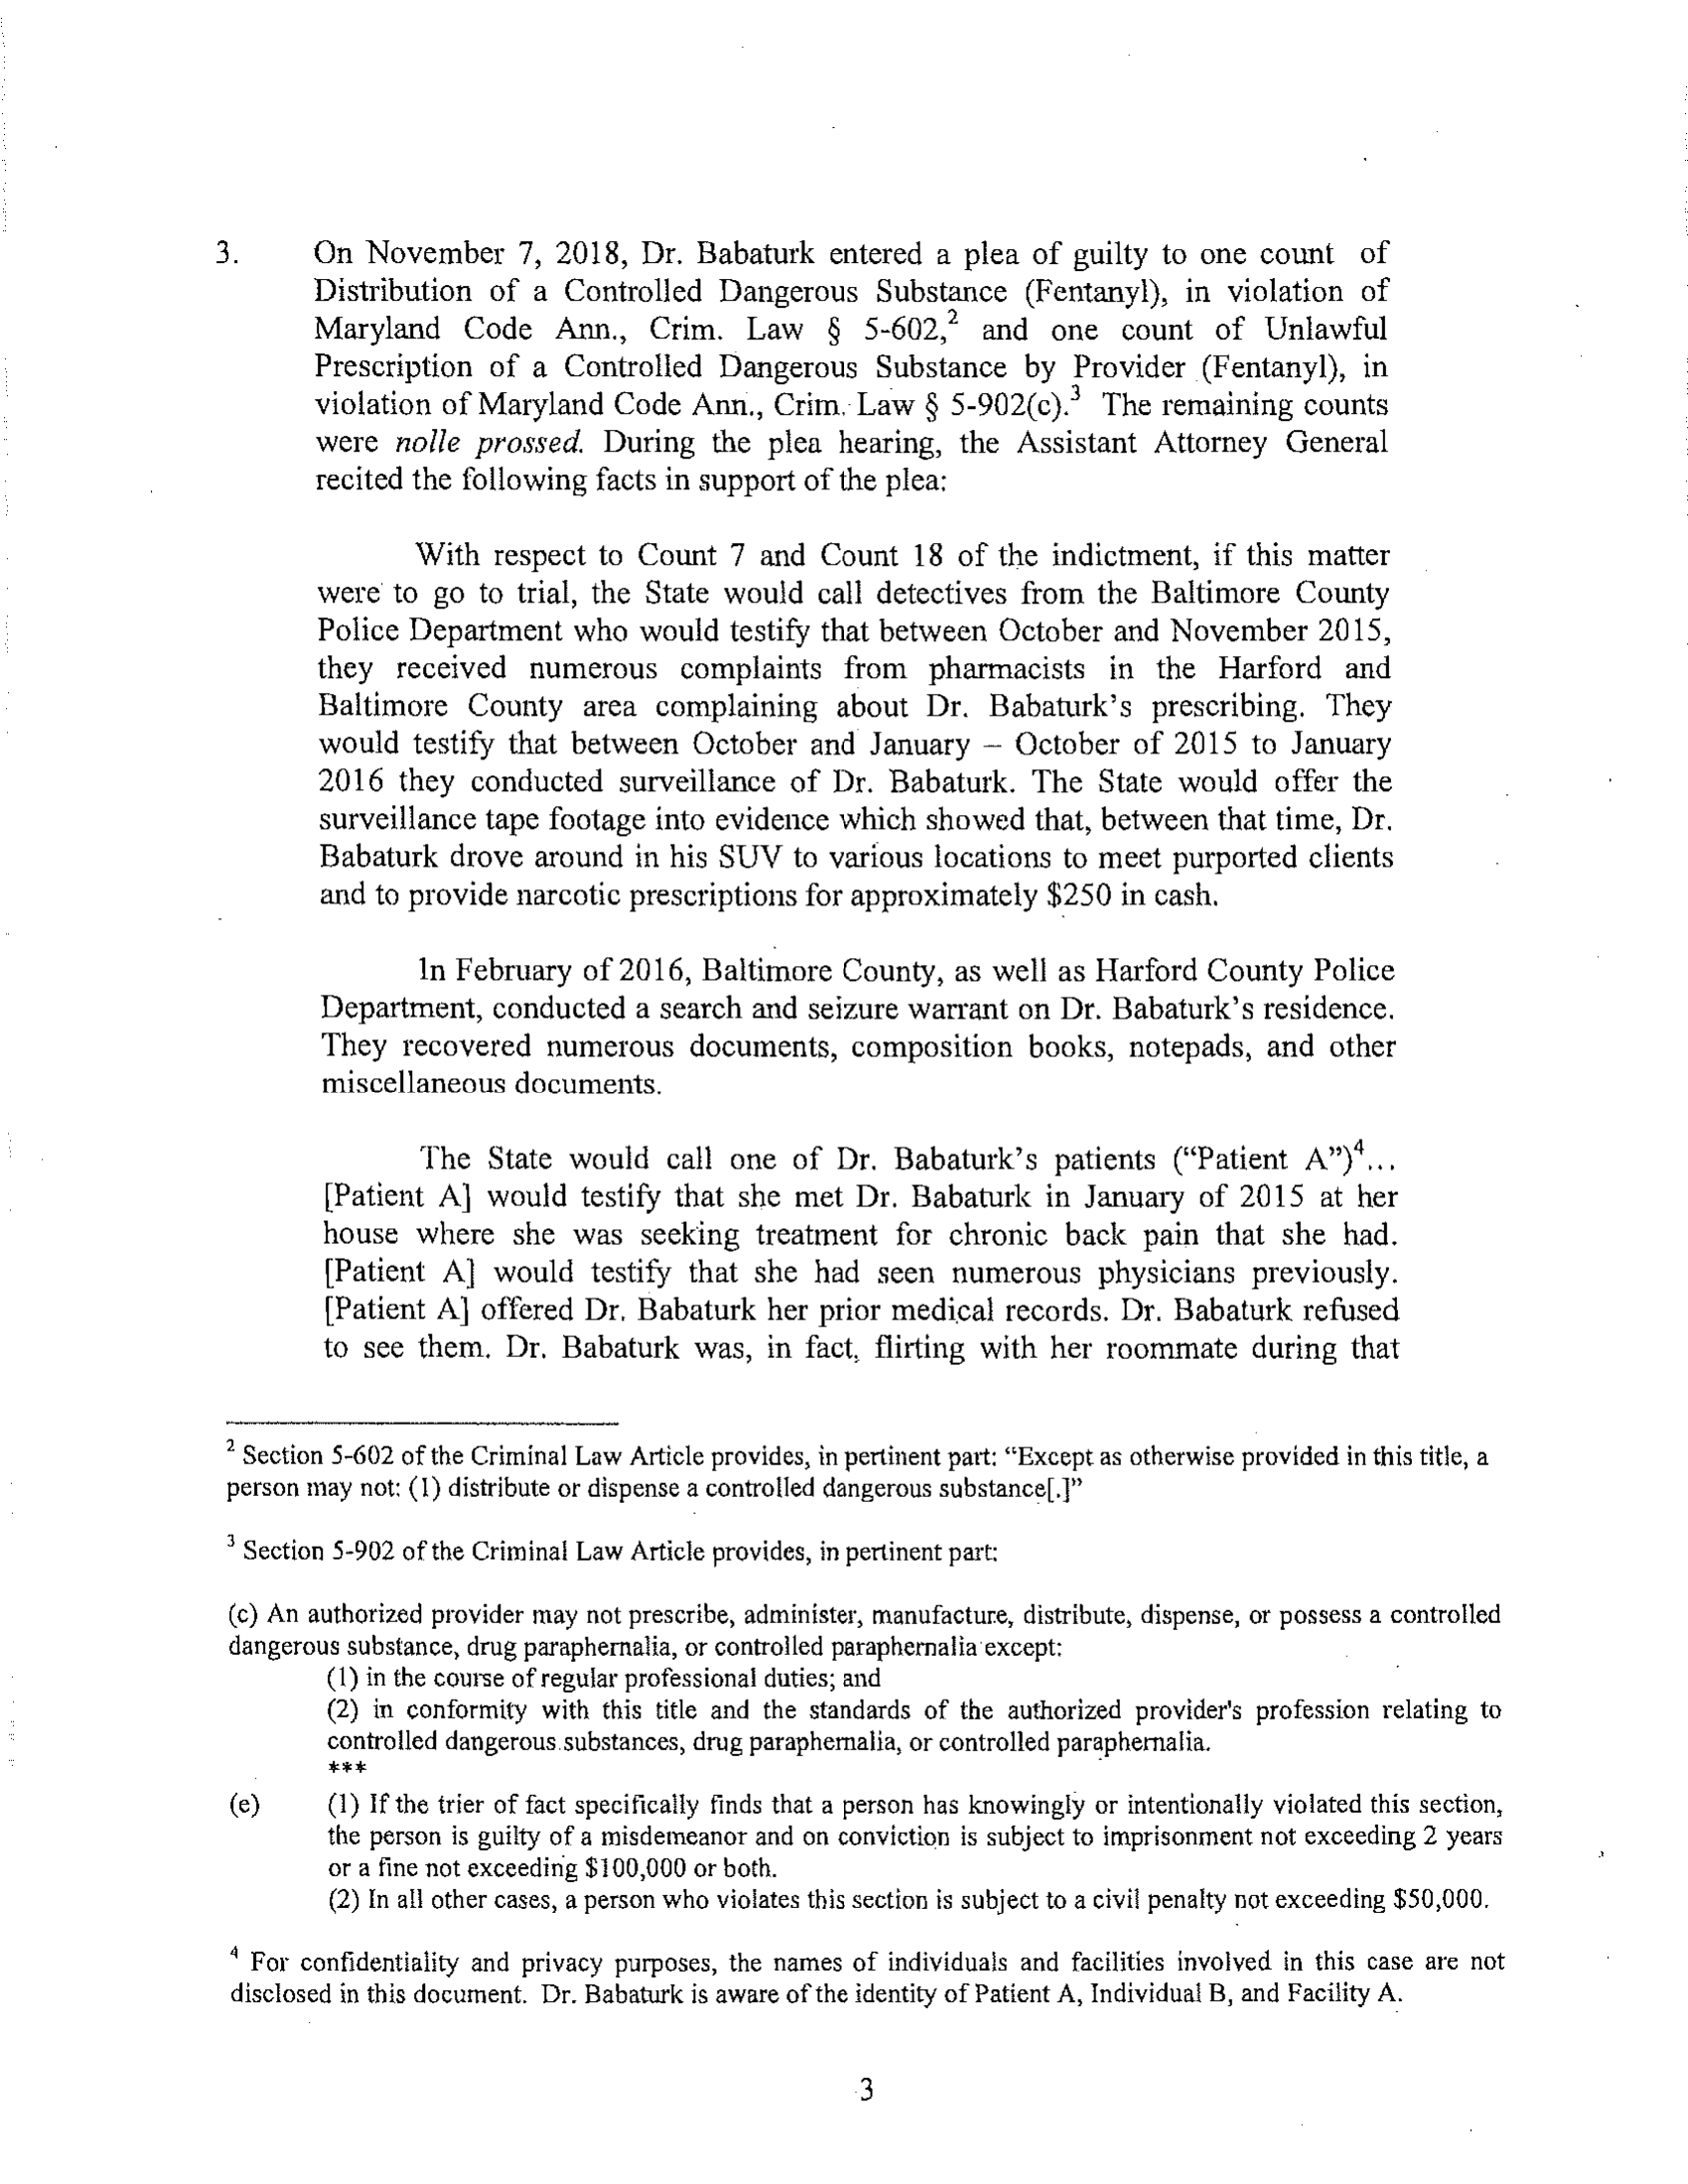 3. On November 7, 2018, Dr. Babaturk entered a plea of guilty to one count of
Distribution of a Controlled Dangerous Substance (Fentanyl), in violation of
Maryland Code Ann., Crim. Law § 5-602,² and one count of Unlawful
Prescription of a Controlled Dangerous Substance by Provider (Fentanyl), in
violation of Maryland Code Ann., Crim. Law § 5-902(c).³ The remaining counts
were nolle prossed. During the plea hearing, the Assistant Attorney General
recited the following facts in support of the plea:
With respect to Count 7 and Count 18 of the indictment, if this matter
were to go to trial, the State would call detectives from the Baltimore County
Police Department who would testify that between October and November 2015,
they received numerous complaints from pharmacists in the Harford and
Baltimore County area complaining about Dr. Babaturk's prescribing. They
would testify that between October and January – October of 2015 to January
2016 they conducted surveillance of Dr. Babaturk. The State would offer the
surveillance tape footage into evidence which showed that, between that time, Dr.
Babaturk drove around in his SUV to various locations to meet purported clients
and to provide narcotic prescriptions for approximately $250 in cash.
In February of 2016, Baltimore County, as well as Harford County Police
Department, conducted a search and seizure warrant on Dr. Babaturk's residence.
They recovered numerous documents, composition books, notepads, and other
miscellaneous documents.
The State would call one of Dr. Babaturk's patients ("Patient A")⁴...
[Patient A] would testify that she met Dr. Babaturk in January of 2015 at her
house where she was seeking treatment for chronic back pain that she had.
[Patient A] would testify that she had seen numerous physicians previously.
[Patient A] offered Dr. Babaturk her prior medical records. Dr. Babaturk refused
to see them. Dr. Babaturk was, in fact, flirting with her roommate during that
² Section 5-602 of the Criminal Law Article provides, in pertinent part: "Except as otherwise provided in this title, a
person may not: (1) distribute or dispense a controlled dangerous substance[.]"
³ Section 5-902 of the Criminal Law Article provides, in pertinent part:
(c) An authorized provider may not prescribe, administer, manufacture, distribute, dispense, or possess a controlled
dangerous substance, drug paraphernalia, or controlled paraphernalia except:
(1) in the course of regular professional duties; and
(2) in conformity with this title and the standards of the authorized provider's profession relating to
controlled dangerous substances, drug paraphernalia, or controlled paraphernalia.
***
(e) (1) If the trier of fact specifically finds that a person has knowingly or intentionally violated this section,
the person is guilty of a misdemeanor and on conviction is subject to imprisonment not exceeding 2 years
or a fine not exceeding $100,000 or both.
(2) In all other cases, a person who violates this section is subject to a civil penalty not exceeding $50,000.
⁴ For confidentiality and privacy purposes, the names of individuals and facilities involved in this case are not
disclosed in this document. Dr. Babaturk is aware of the identity of Patient A, Individual B, and Facility A.
3